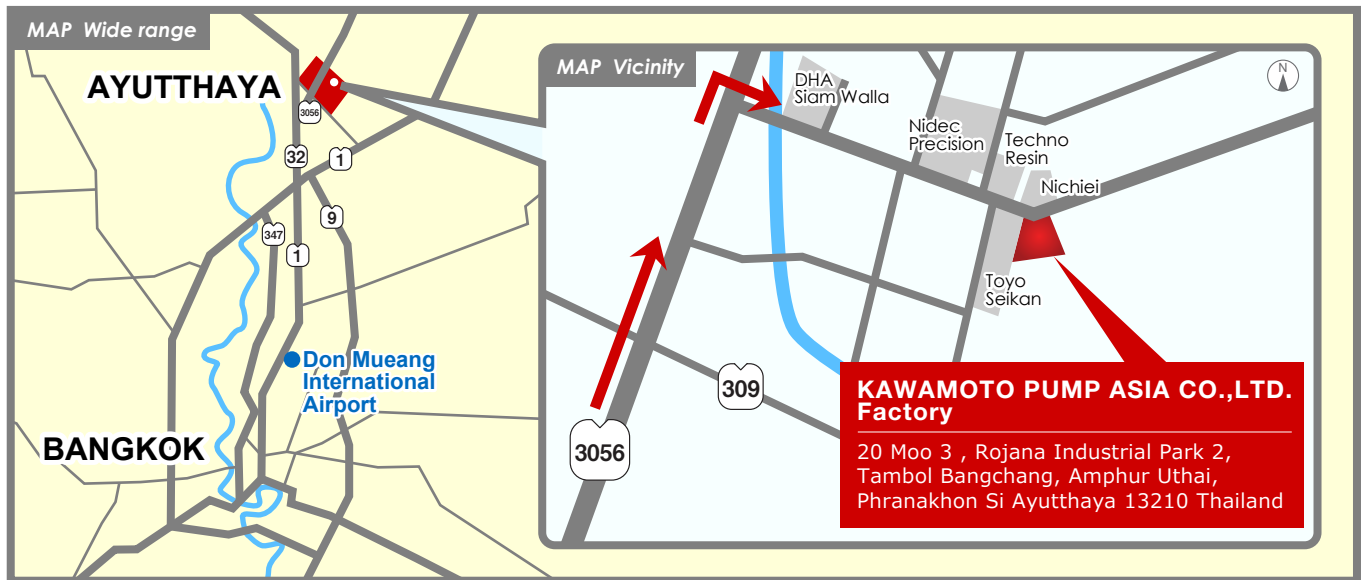 MAP Wide range
AYUTTHAYA
3056
32
1
9
347
1
Don Mueang
International
Airport
BANGKOK
MAP Vicinity
N
DHA
Siam Walla
Nidec
Precision
Techno
Resin
Nichiei
Toyo
Seikan
309
3056
KAWAMOTO PUMP ASIA CO.,LTD.
Factory
20 Moo 3 , Rojana Industrial Park 2,
Tambol Bangchang, Amphur Uthai,
Phranakhon Si Ayutthaya 13210 Thailand